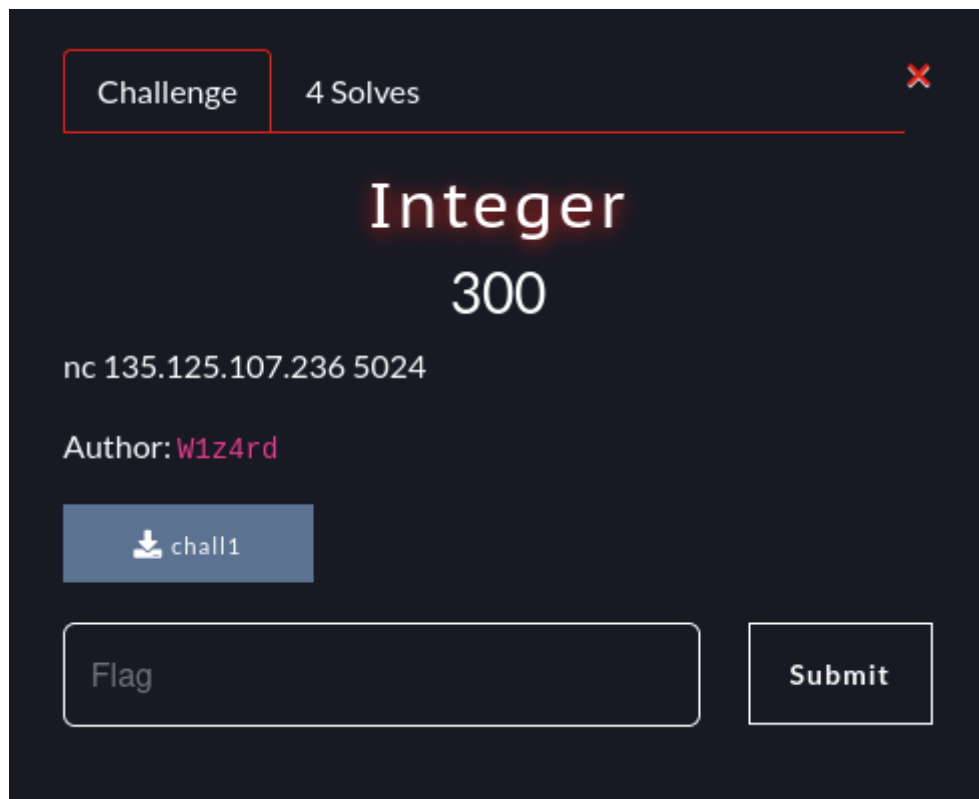 Challenge
4 Solves
Integer
300
nc 135.125.107.236 5024
Author: W1z4rd
chall1
Flag
Submit